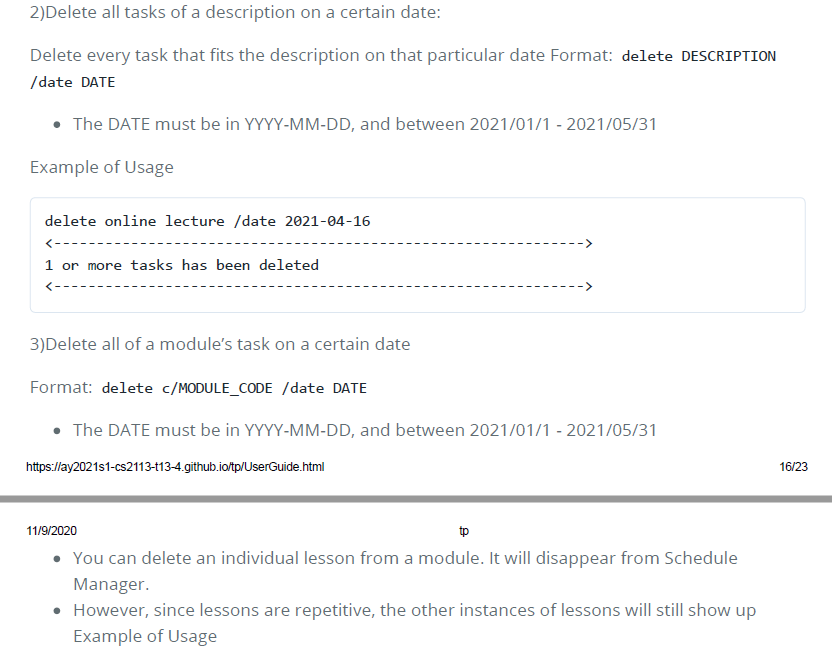 2)Delete all tasks of a description on a certain date:
Delete every task that fits the description on that particular date Format: delete DESCRIPTION
/date DATE
• The DATE must be in YYYY-MM-DD, and between 2021/01/1 - 2021/05/31
Example of Usage
delete online lecture /date 2021-04-16
<-------------------------------------------------------------->
1 or more tasks has been deleted
<-------------------------------------------------------------->
3)Delete all of a module’s task on a certain date
Format: delete c/MODULE_CODE /date DATE
• The DATE must be in YYYY-MM-DD, and between 2021/01/1 - 2021/05/31
https://ay2021s1-cs2113-t13-4.github.io/tp/UserGuide.html 16/23
11/9/2020 tp
• You can delete an individual lesson from a module. It will disappear from Schedule
Manager.
• However, since lessons are repetitive, the other instances of lessons will still show up
Example of Usage